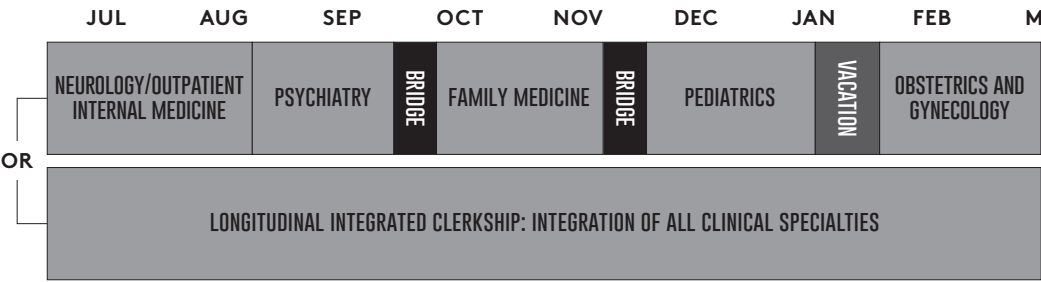 JUL AUG SEP OCT NOV DEC JAN FEB M
NEUROLOGY/OUTPATIENT
INTERNAL MEDICINE
PSYCHIATRY
BRIDGE
FAMILY MEDICINE
BRIDGE
PEDIATRICS
VACATION
OBSTETRICS AND
GYNECOLOGY
OR
LONGITUDINAL INTEGRATED CLERKSHIP: INTEGRATION OF ALL CLINICAL SPECIALTIES